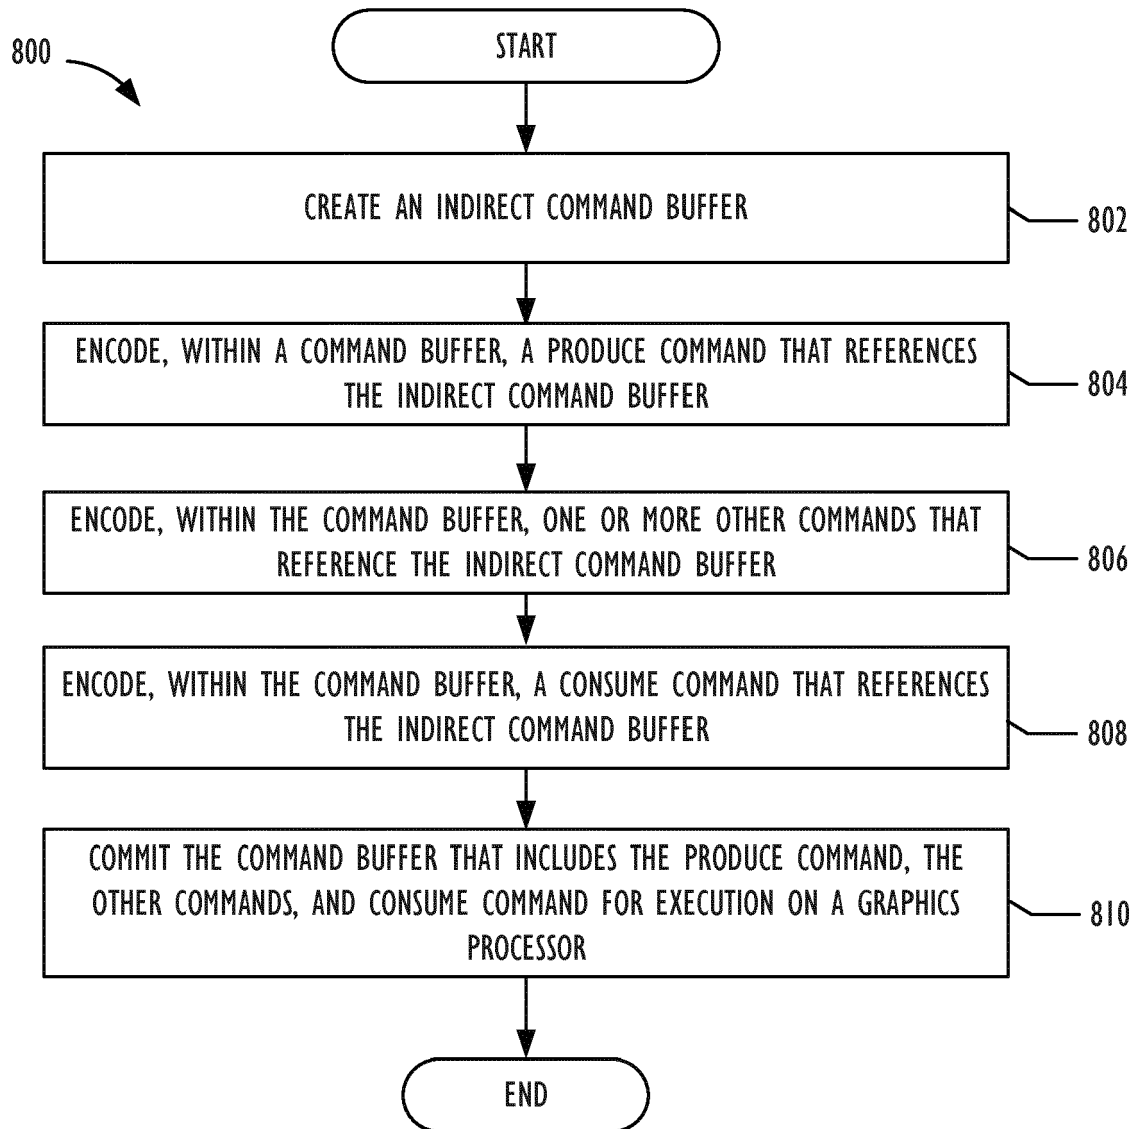 800
START
CREATE AN INDIRECT COMMAND BUFFER
802
ENCODE, WITHIN A COMMAND BUFFER, A PRODUCE COMMAND THAT REFERENCES
THE INDIRECT COMMAND BUFFER
804
ENCODE, WITHIN THE COMMAND BUFFER, ONE OR MORE OTHER COMMANDS THAT
REFERENCE THE INDIRECT COMMAND BUFFER
806
ENCODE, WITHIN THE COMMAND BUFFER, A CONSUME COMMAND THAT REFERENCES
THE INDIRECT COMMAND BUFFER
808
COMMIT THE COMMAND BUFFER THAT INCLUDES THE PRODUCE COMMAND, THE
OTHER COMMANDS, AND CONSUME COMMAND FOR EXECUTION ON A GRAPHICS
PROCESSOR
810
END